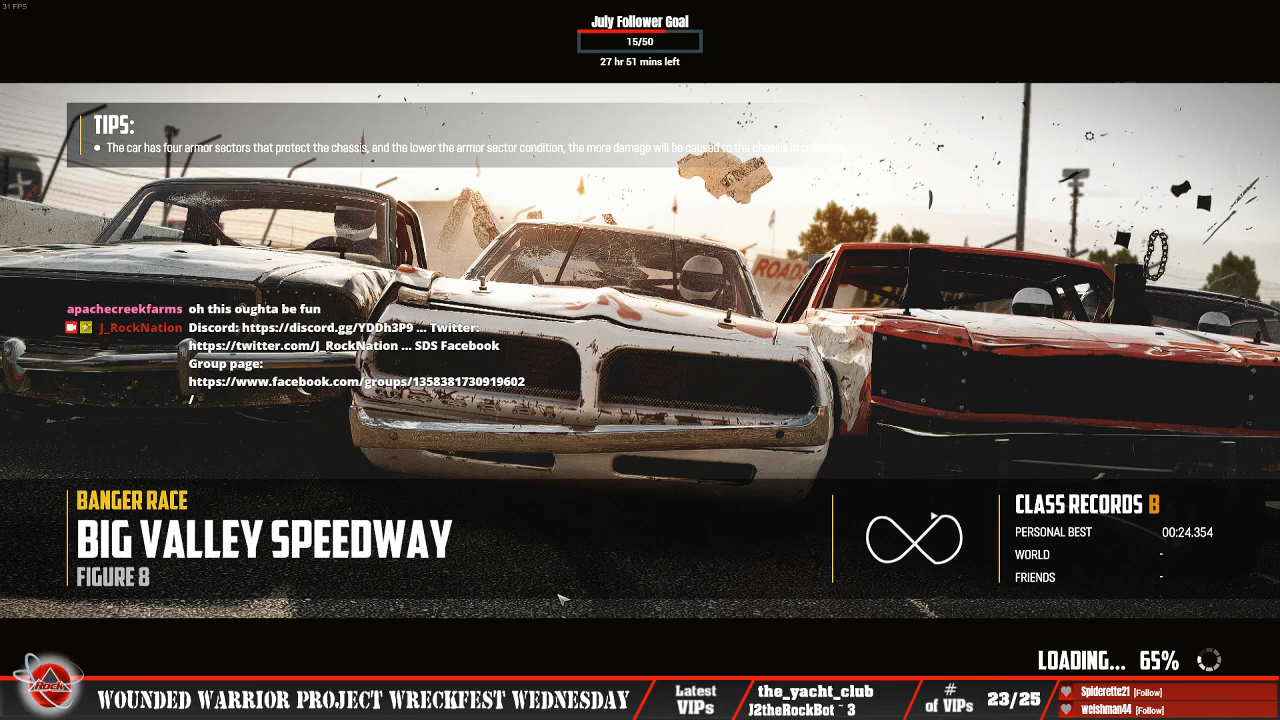 31 FPS
July Follower Goal
15/50
27 hr 51 mins left
TIPS:
The car has four armor sectors that protect the chassis, and the lower the armor sector condition, the more damage will be caused to the chassis in
apachecreekfarms oh this oughta be fun
J_RockNation Discord: https://discord.gg/YDDh3P9 ... Twitter:
https://twitter.com/J_RockNation ... SDS Facebook
Group page:
https://www.facebook.com/groups/1358381730919602
/
BANGER RACE
BIG VALLEY SPEEDWAY
FIGURE 8
CLASS RECORDS B
PERSONAL BEST 00:24.354
WORLD -
FRIENDS -
LOADING... 65%
Rock
WOUNDED WARRIOR PROJECT WRECKFEST WEDNESDAY
Latest
VIPs
the_yacht_club
J2theRockBot ~ 3
#
of VIPs
23/25
Spiderette21 [Follow]
welshman44 [Follow]